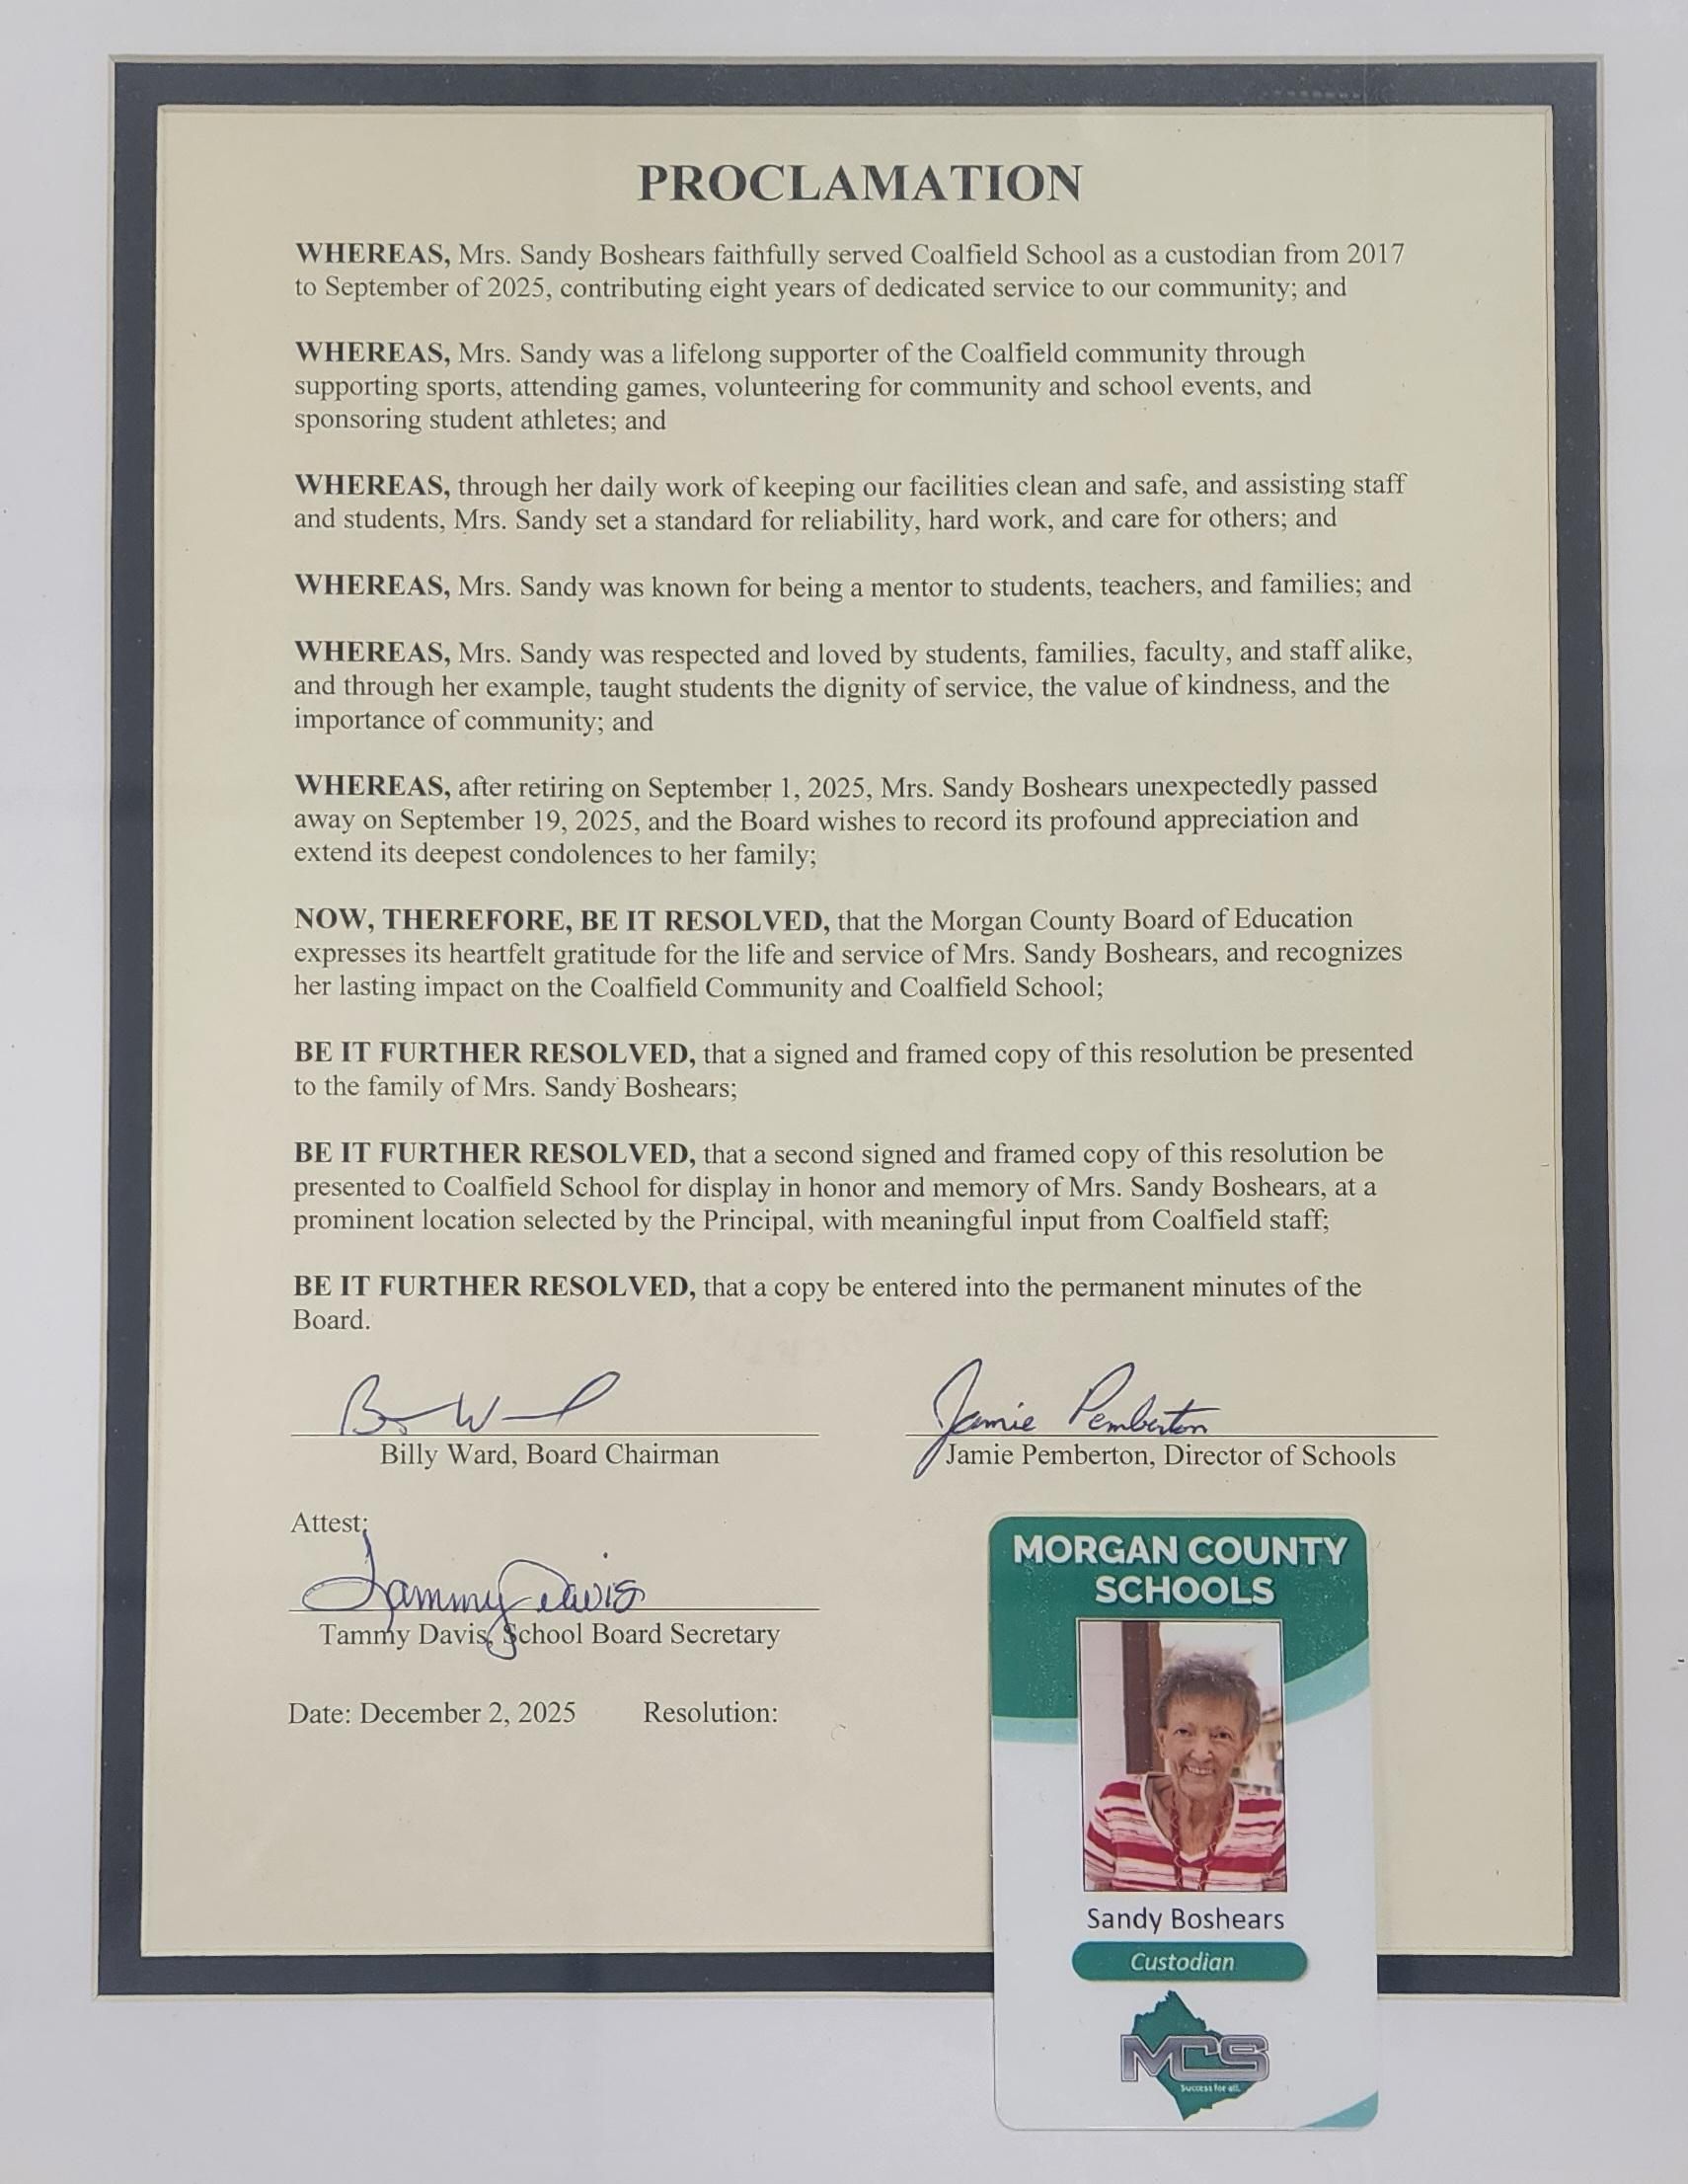 PROCLAMATION
WHEREAS, Mrs. Sandy Boshears faithfully served Coalfield School as a custodian from 2017
to September of 2025, contributing eight years of dedicated service to our community; and
WHEREAS, Mrs. Sandy was a lifelong supporter of the Coalfield community through
supporting sports, attending games, volunteering for community and school events, and
sponsoring student athletes; and
WHEREAS, through her daily work of keeping our facilities clean and safe, and assisting staff
and students, Mrs. Sandy set a standard for reliability, hard work, and care for others; and
WHEREAS, Mrs. Sandy was known for being a mentor to students, teachers, and families; and
WHEREAS, Mrs. Sandy was respected and loved by students, families, faculty, and staff alike,
and through her example, taught students the dignity of service, the value of kindness, and the
importance of community; and
WHEREAS, after retiring on September 1, 2025, Mrs. Sandy Boshears unexpectedly passed
away on September 19, 2025, and the Board wishes to record its profound appreciation and
extend its deepest condolences to her family;
NOW, THEREFORE, BE IT RESOLVED, that the Morgan County Board of Education
expresses its heartfelt gratitude for the life and service of Mrs. Sandy Boshears, and recognizes
her lasting impact on the Coalfield Community and Coalfield School;
BE IT FURTHER RESOLVED, that a signed and framed copy of this resolution be presented
to the family of Mrs. Sandy Boshears;
BE IT FURTHER RESOLVED, that a second signed and framed copy of this resolution be
presented to Coalfield School for display in honor and memory of Mrs. Sandy Boshears, at a
prominent location selected by the Principal, with meaningful input from Coalfield staff;
BE IT FURTHER RESOLVED, that a copy be entered into the permanent minutes of the
Board.
Jamie Pemberton
Billy Ward, Board Chairman
Jamie Pemberton, Director of Schools
Attest:
Tammy Davis
Tammy Davis, School Board Secretary
Date: December 2, 2025 Resolution:
MORGAN COUNTY
SCHOOLS
Sandy Boshears
Custodian
MCS
Success for all.